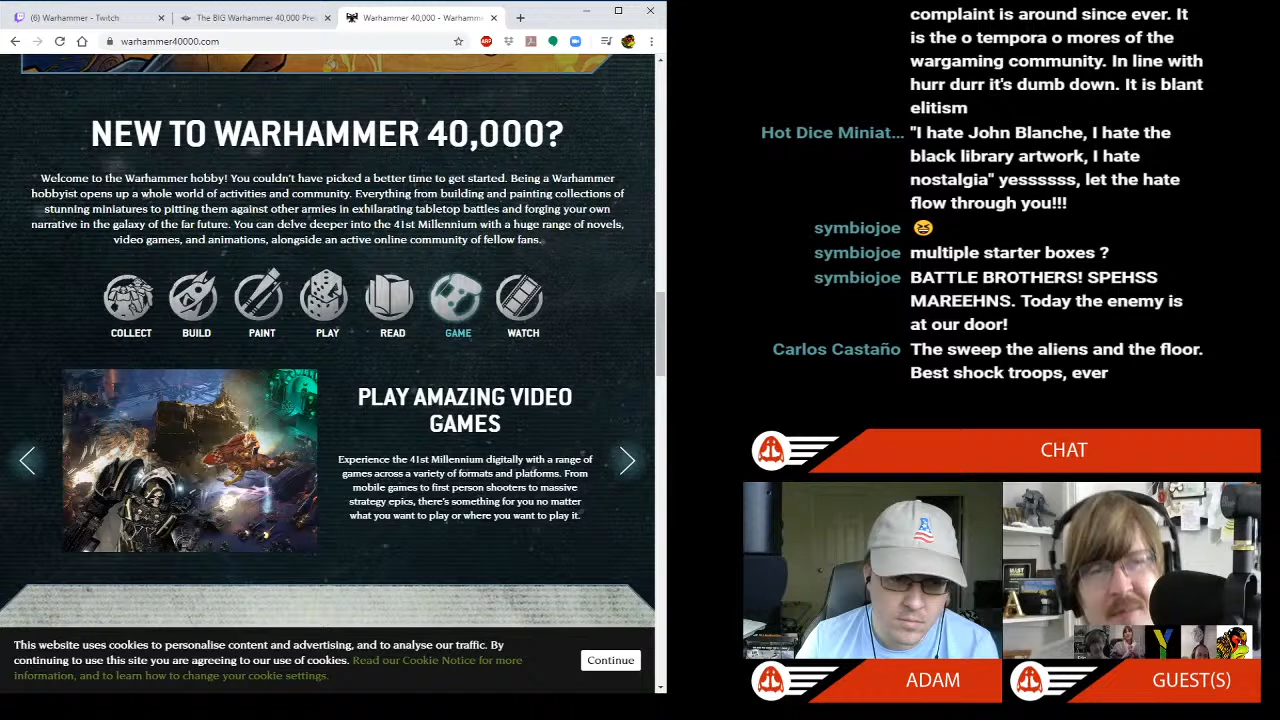 (6) Warhammer - Twitch
The BIG Warhammer 40,000 Pre
Warhammer 40,000 - Warhamm
warhammer40000.com
NEW TO WARHAMMER 40,000?
Welcome to the Warhammer hobby! You couldn't have picked a better time to get started. Being a Warhammer
hobbyist opens up a whole world of activities and community. Everything from building and painting collections of
stunning miniatures to pitting them against other armies in exhilarating tabletop battles and forging your own
narrative in the galaxy of the far future. You can delve deeper into the 41st Millennium with a huge range of novels,
video games, and animations, alongside an active online community of fellow fans.
COLLECT BUILD PAINT PLAY READ GAME WATCH
PLAY AMAZING VIDEO
GAMES
Experience the 41st Millennium digitally with a range of
games across a variety of formats and platforms. From
mobile games to first person shooters to massive
strategy epics, there's something for you no matter
what you want to play or where you want to play it.
This website uses cookies to personalise content and advertising, and to analyse our traffic. By
continuing to use this site you are agreeing to our use of cookies. Read our Cookie Notice for more
information, and to learn how to change your cookie settings.
Continue
complaint is around since ever. It
is the o tempora o mores of the
wargaming community. In line with
hurr durr it's dumb down. It is blant
elitism
Hot Dice Miniat... "I hate John Blanche, I hate the
black library artwork, I hate
nostalgia" yessssss, let the hate
flow through you!!!
symbiojoe 😆
symbiojoe multiple starter boxes ?
symbiojoe BATTLE BROTHERS! SPEHSS
MAREEHNS. Today the enemy is
at our door!
Carlos Castaño The sweep the aliens and the floor.
Best shock troops, ever
CHAT
ADAM
GUEST(S)